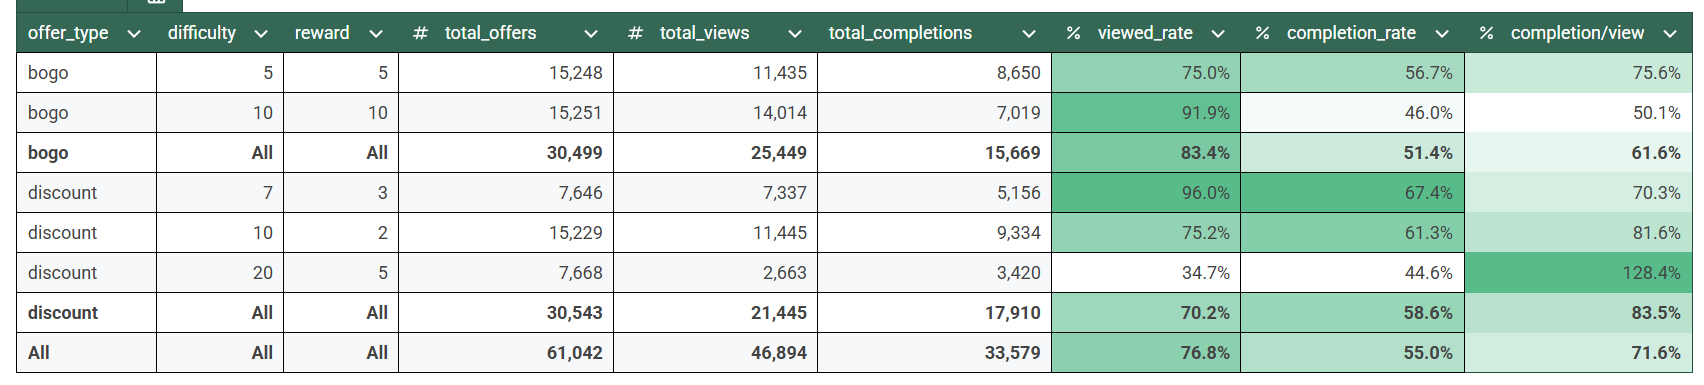 offer_type difficulty reward # total_offers # total_views total_completions % viewed_rate % completion_rate % completion/view
bogo 5 5 15,248 11,435 8,650 75.0% 56.7% 75.6%
bogo 10 10 15,251 14,014 7,019 91.9% 46.0% 50.1%
bogo All All 30,499 25,449 15,669 83.4% 51.4% 61.6%
discount 7 3 7,646 7,337 5,156 96.0% 67.4% 70.3%
discount 10 2 15,229 11,445 9,334 75.2% 61.3% 81.6%
discount 20 5 7,668 2,663 3,420 34.7% 44.6% 128.4%
discount All All 30,543 21,445 17,910 70.2% 58.6% 83.5%
All All All 61,042 46,894 33,579 76.8% 55.0% 71.6%